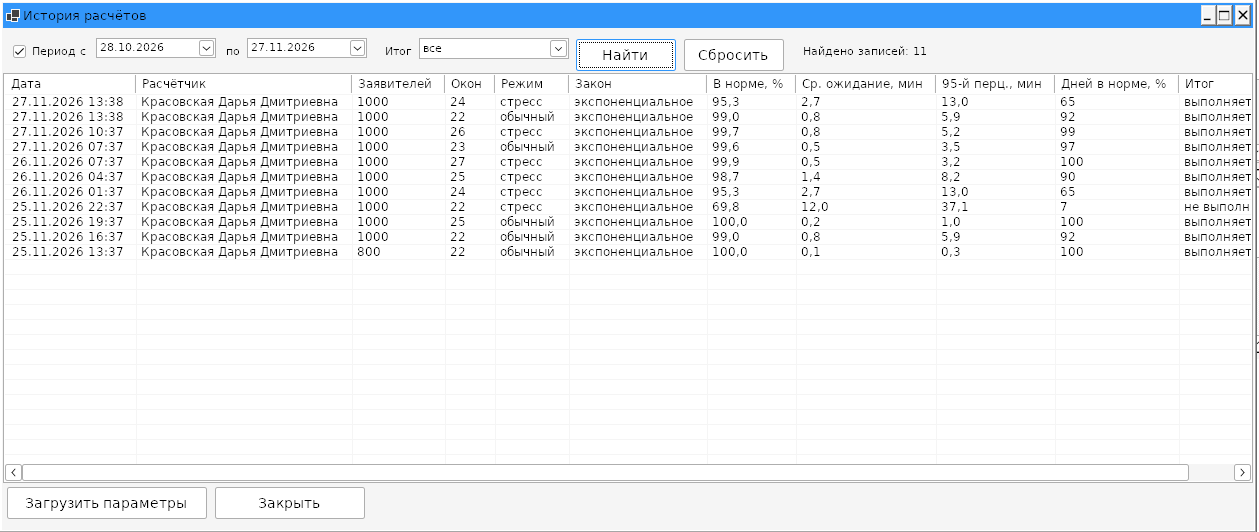 История расчётов
Период с 28.10.2026 по 27.11.2026 Итог все Найти Сбросить Найдено записей: 11
Дата Расчётчик Заявителей Окон Режим Закон В норме, % Ср. ожидание, мин 95-й перц., мин Дней в норме, % Итог
27.11.2026 13:38 Красовская Дарья Дмитриевна 1000 24 стресс экспоненциальное 95,3 2,7 13,0 65 выполняет
27.11.2026 13:38 Красовская Дарья Дмитриевна 1000 22 обычный экспоненциальное 99,0 0,8 5,9 92 выполняет
27.11.2026 10:37 Красовская Дарья Дмитриевна 1000 26 стресс экспоненциальное 99,7 0,8 5,2 99 выполняет
27.11.2026 07:37 Красовская Дарья Дмитриевна 1000 23 обычный экспоненциальное 99,6 0,5 3,5 97 выполняет
26.11.2026 07:37 Красовская Дарья Дмитриевна 1000 27 стресс экспоненциальное 99,9 0,5 3,2 100 выполняет
26.11.2026 04:37 Красовская Дарья Дмитриевна 1000 25 стресс экспоненциальное 98,7 1,4 8,2 90 выполняет
26.11.2026 01:37 Красовская Дарья Дмитриевна 1000 24 стресс экспоненциальное 95,3 2,7 13,0 65 выполняет
25.11.2026 22:37 Красовская Дарья Дмитриевна 1000 22 стресс экспоненциальное 69,8 12,0 37,1 7 не выполн
25.11.2026 19:37 Красовская Дарья Дмитриевна 1000 25 обычный экспоненциальное 100,0 0,2 1,0 100 выполняет
25.11.2026 16:37 Красовская Дарья Дмитриевна 1000 22 обычный экспоненциальное 99,0 0,8 5,9 92 выполняет
25.11.2026 13:37 Красовская Дарья Дмитриевна 800 22 обычный экспоненциальное 100,0 0,1 0,3 100 выполняет
Загрузить параметры Закрыть